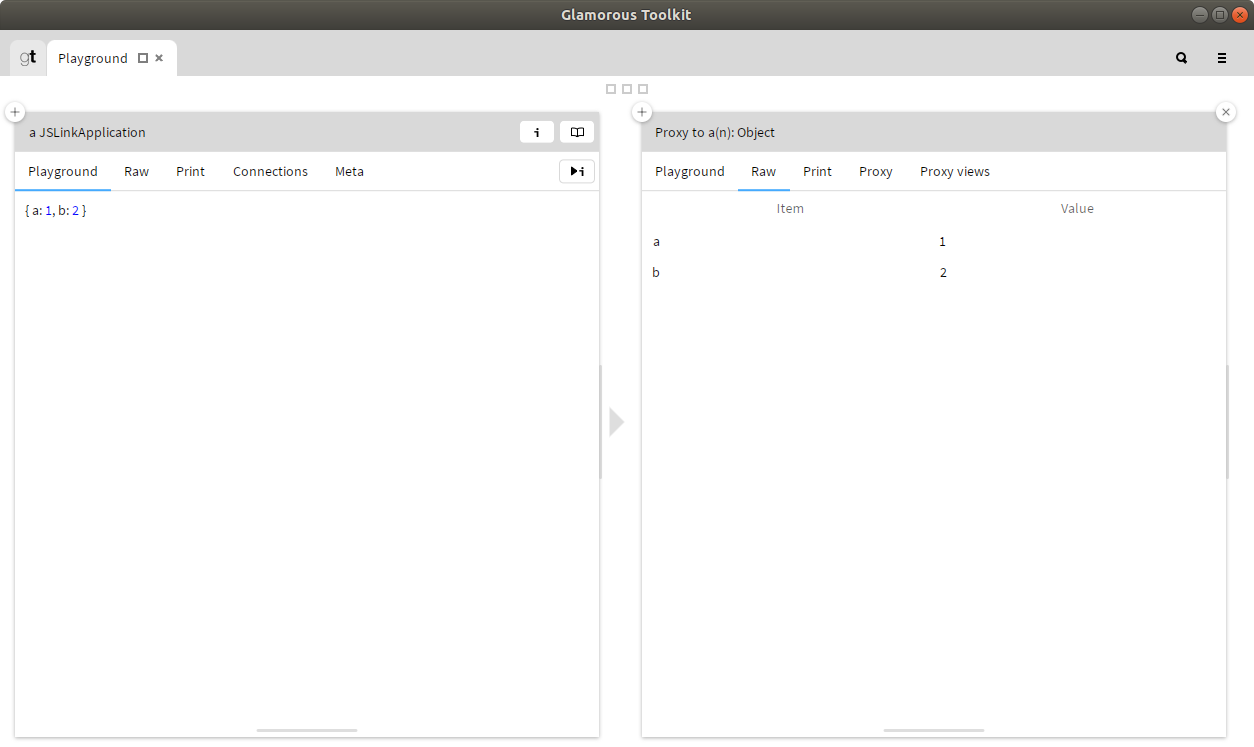 Glamorous Toolkit
gt Playground
a JSLinkApplication
Playground Raw Print Connections Meta
{ a: 1, b: 2 }
Proxy to a(n): Object
Playground Raw Print Proxy Proxy views
Item Value
a 1
b 2